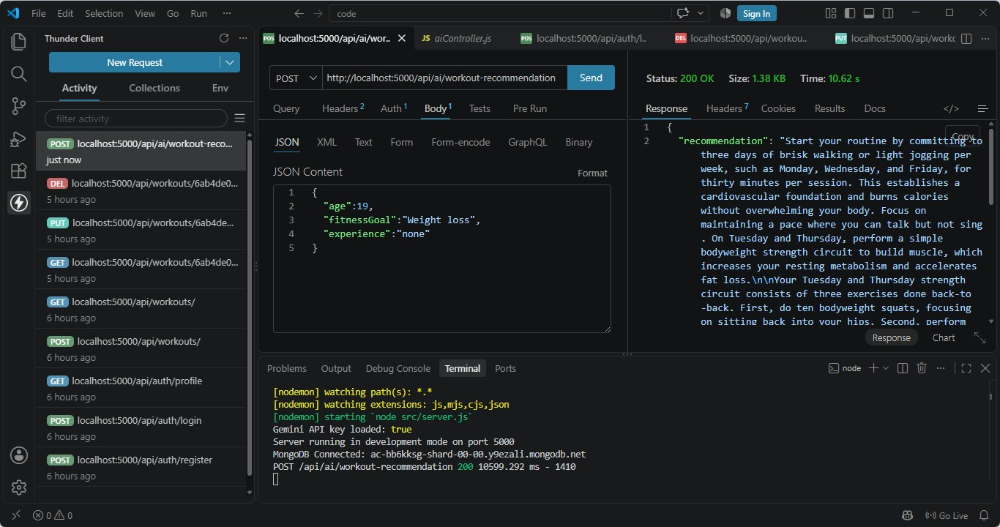 File Edit Selection View Go Run ···
code
Sign In
Thunder Client
New Request
Activity Collections Env
filter activity
POST localhost:5000/api/ai/workout-reco...
just now
DEL localhost:5000/api/workouts/6ab4de0...
5 hours ago
PUT localhost:5000/api/workouts/6ab4de...
5 hours ago
GET localhost:5000/api/workouts/6ab4de0...
5 hours ago
GET localhost:5000/api/workouts/
6 hours ago
POST localhost:5000/api/workouts/
6 hours ago
GET localhost:5000/api/auth/profile
6 hours ago
POST localhost:5000/api/auth/login
6 hours ago
POST localhost:5000/api/auth/register
6 hours ago
POS localhost:5000/api/ai/wor.. JS aiController.js POS localhost:5000/api/auth/l.. DEL localhost:5000/api/workou.. PUT localhost:5000/api/workc
POST http://localhost:5000/api/ai/workout-recommendation Send
Query Headers 2 Auth 1 Body 1 Tests Pre Run
JSON XML Text Form Form-encode GraphQL Binary
JSON Content Format
1 {
2 "age":19,
3 "fitnessGoal":"Weight loss",
4 "experience":"none"
5 }
Status: 200 OK Size: 1.38 KB Time: 10.62 s
Response Headers 7 Cookies Results Docs </>
Copy
1 {
2 "recommendation": "Start your routine by committing to
three days of brisk walking or light jogging per
week, such as Monday, Wednesday, and Friday, for
thirty minutes per session. This establishes a
cardiovascular foundation and burns calories
without overwhelming your body. Focus on
maintaining a pace where you can talk but not sing
. On Tuesday and Thursday, perform a simple
bodyweight strength circuit to build muscle, which
increases your resting metabolism and accelerates
fat loss.\n\nYour Tuesday and Thursday strength
circuit consists of three exercises done back-to
-back. First, do ten bodyweight squats, focusing
on sitting back into your hips. Second, perform
Response Chart
Problems Output Debug Console Terminal Ports
node
[nodemon] watching path(s): *.*
[nodemon] watching extensions: js,mjs,cjs,json
[nodemon] starting `node src/server.js`
Gemini API key loaded: true
Server running in development mode on port 5000
MongoDB Connected: ac-bb6kksg-shard-00-00.y9ezali.mongodb.net
POST /api/ai/workout-recommendation 200 10599.292 ms - 1410
0 0 Go Live